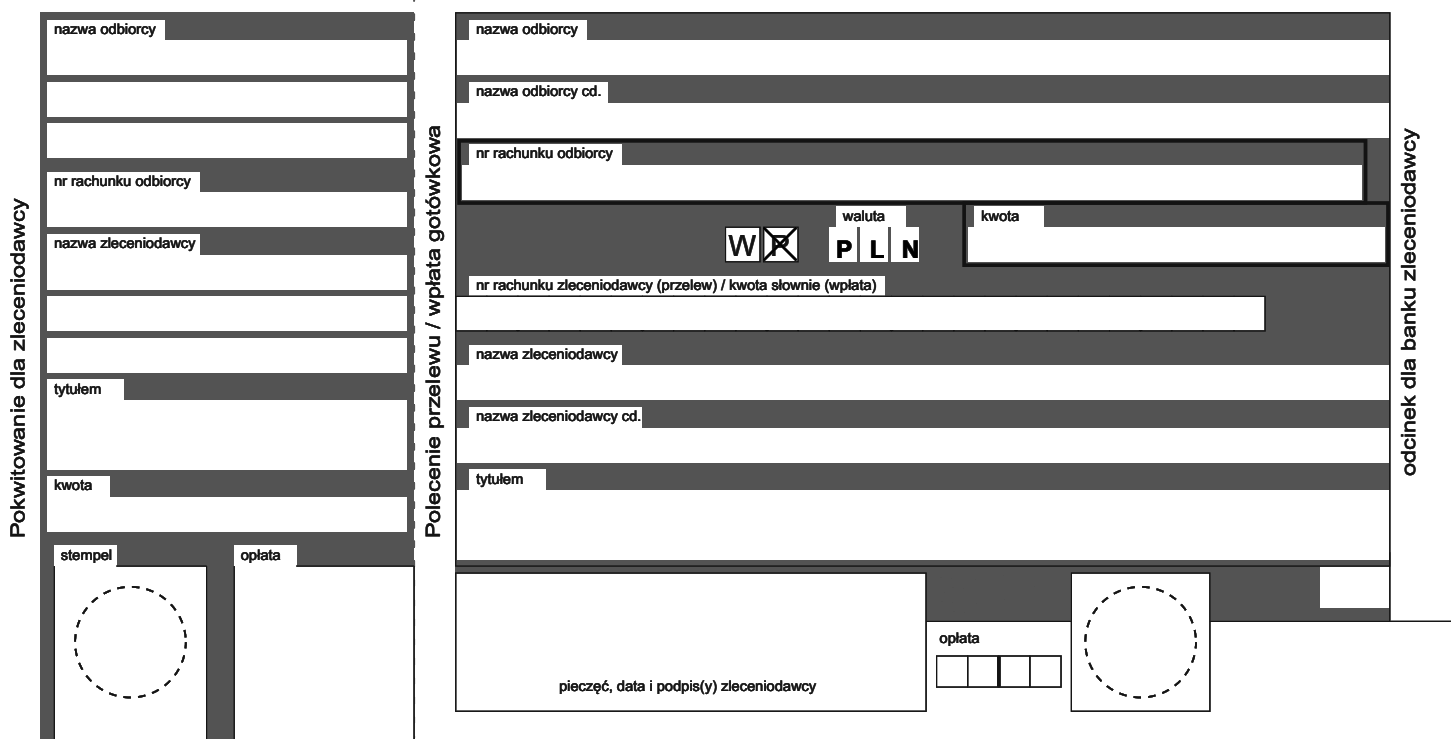 Pokwitowanie dla zleceniodawcy
nazwa odbiorcy
nr rachunku odbiorcy
nazwa zleceniodawcy
tytułem
kwota
stempel
opłata
Polecenie przelewu / wpłata gotówkowa
nazwa odbiorcy
nazwa odbiorcy cd.
nr rachunku odbiorcy
W P
waluta
P L N
kwota
nr rachunku zleceniodawcy (przelew) / kwota słownie (wpłata)
nazwa zleceniodawcy
nazwa zleceniodawcy cd.
tytułem
pieczęć, data i podpis(y) zleceniodawcy
opłata
odcinek dla banku zleceniodawcy